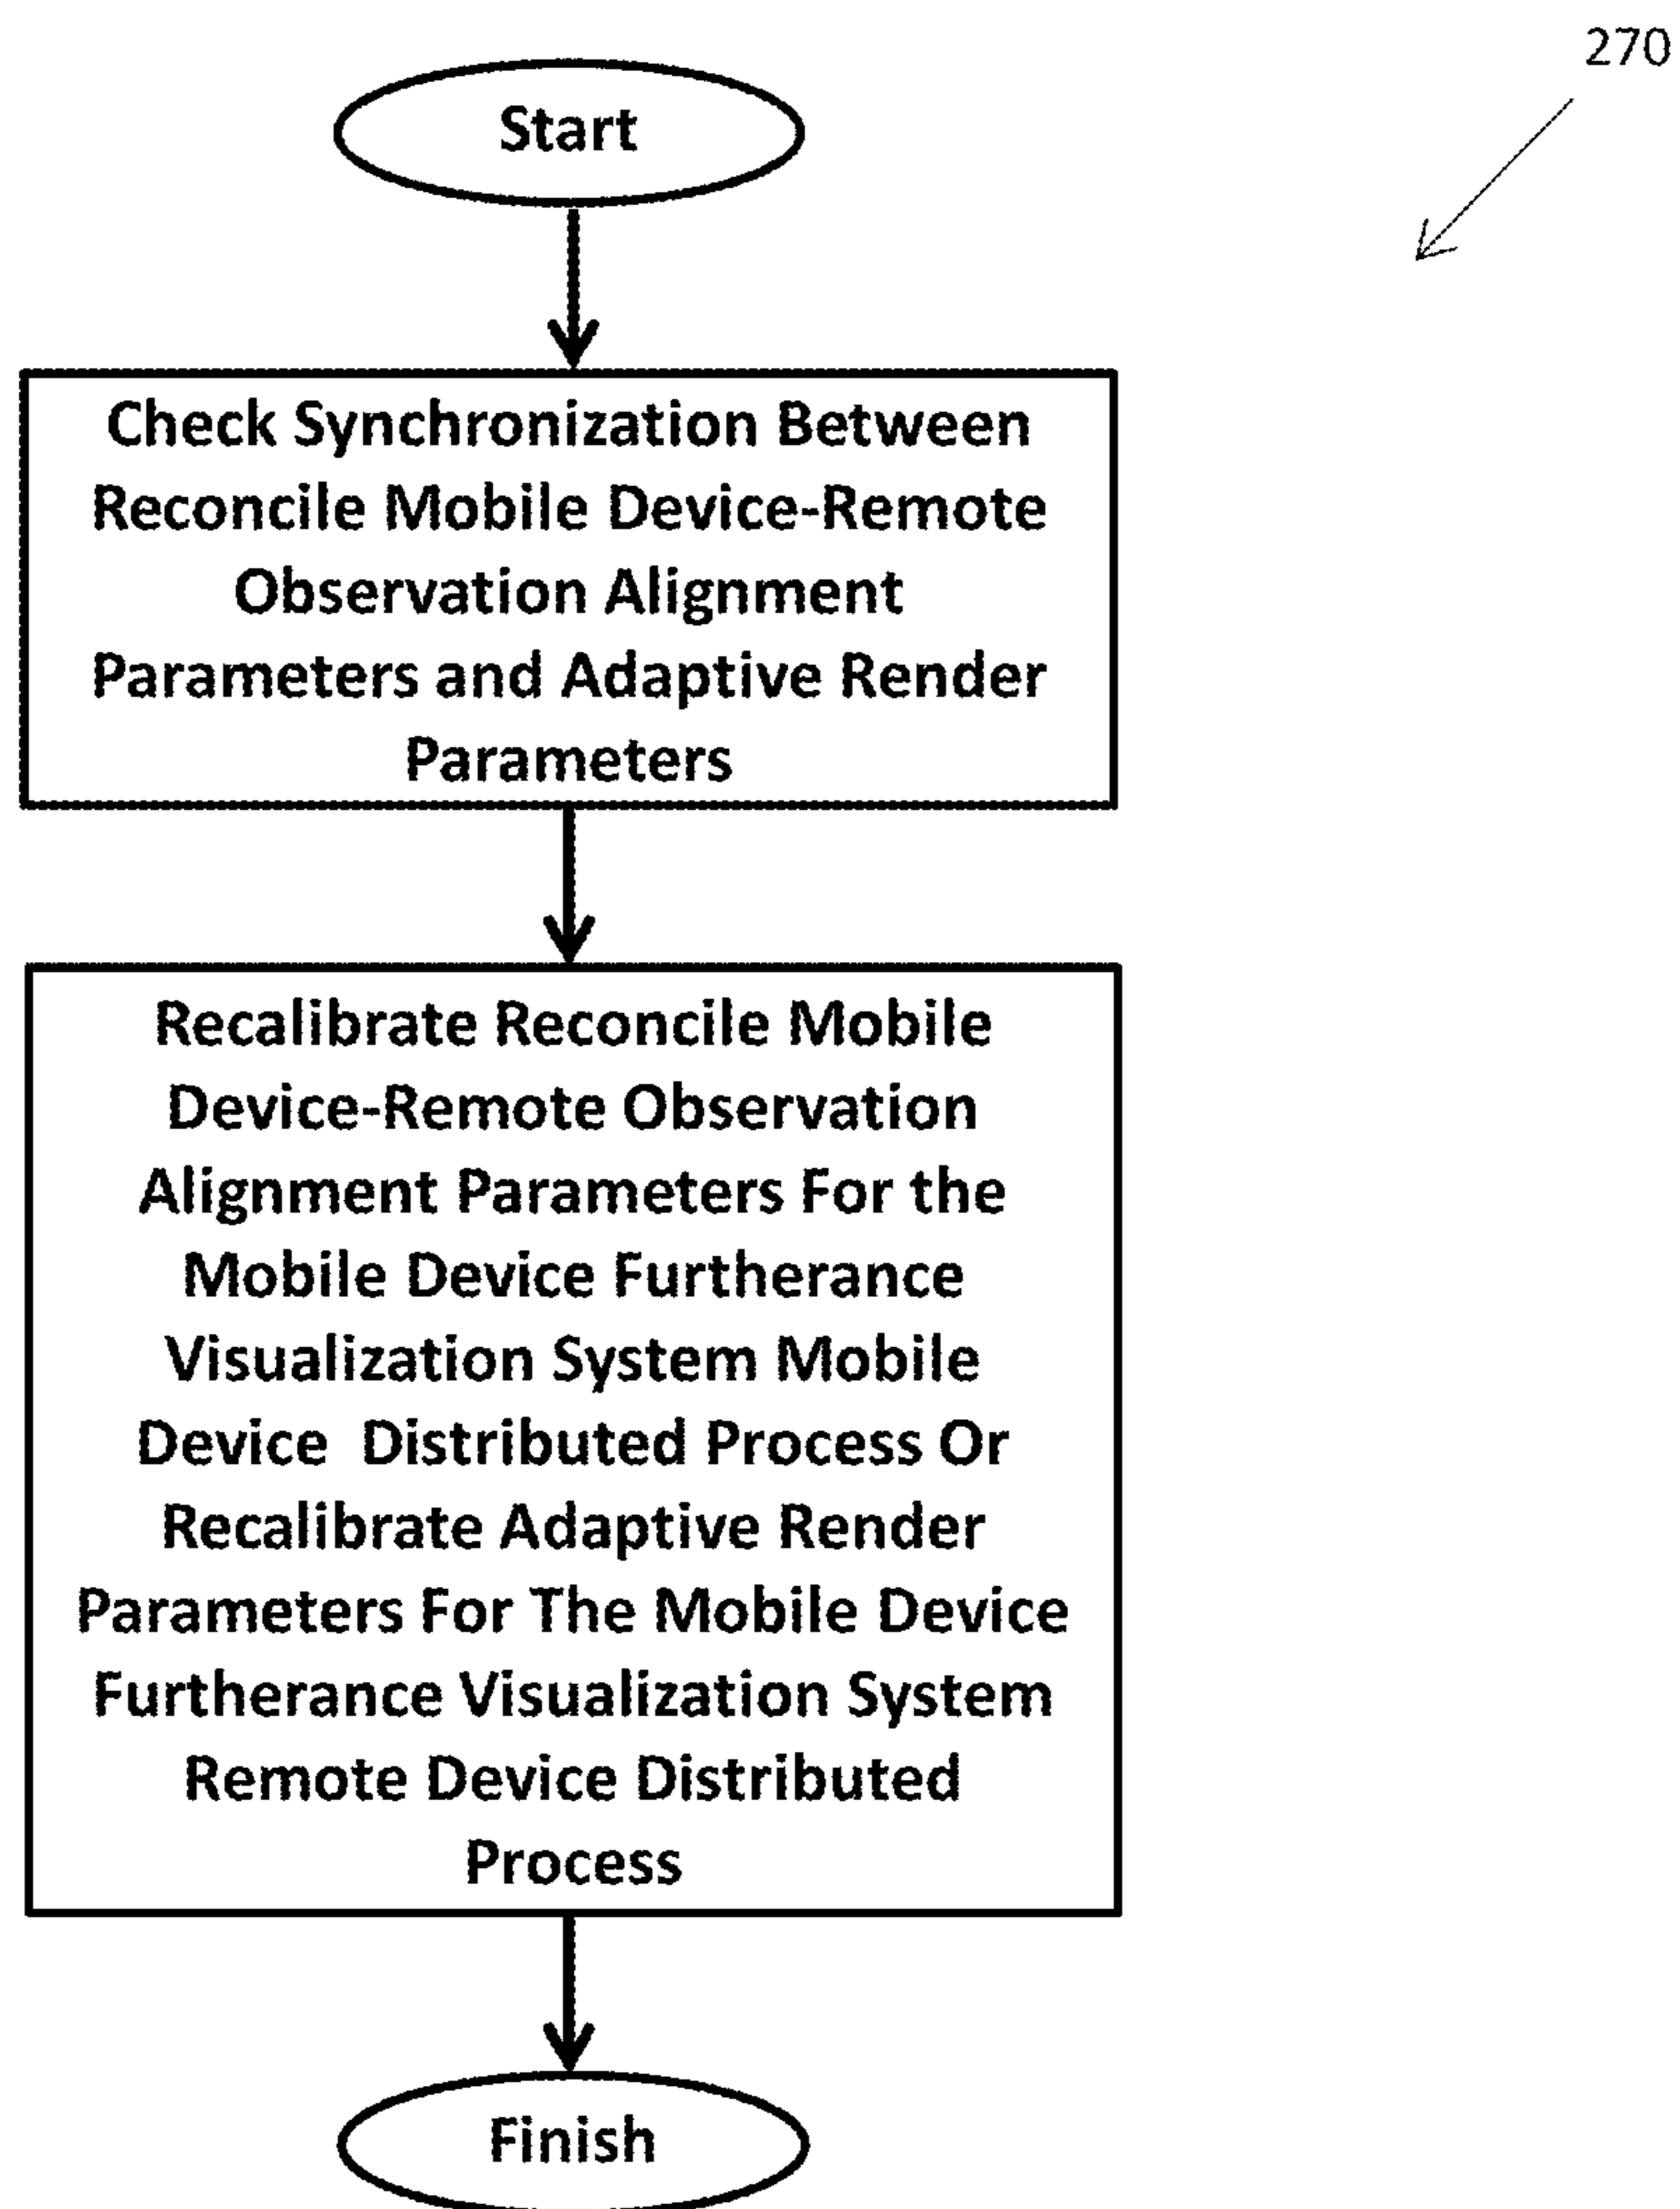 270
Start
Check Synchronization Between
Reconcile Mobile Device-Remote
Observation Alignment
Parameters and Adaptive Render
Parameters
Recalibrate Reconcile Mobile
Device-Remote Observation
Alignment Parameters For the
Mobile Device Furtherance
Visualization System Mobile
Device  Distributed Process Or
Recalibrate Adaptive Render
Parameters For The Mobile Device
Furtherance Visualization System
Remote Device Distributed
Process
Finish